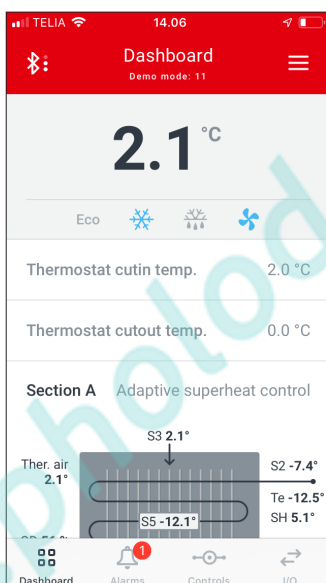 TELIA 14.06
Dashboard
Demo mode: 11
2.1 °C
Eco
Thermostat cutin temp. 2.0 °C
Thermostat cutout temp. 0.0 °C
Section A Adaptive superheat control
S3 2.1°
Ther. air
2.1°
S2 -7.4°
Te -12.5°
SH 5.1°
S5 -12.1°
1
Dashboard Alarms Controls I/O